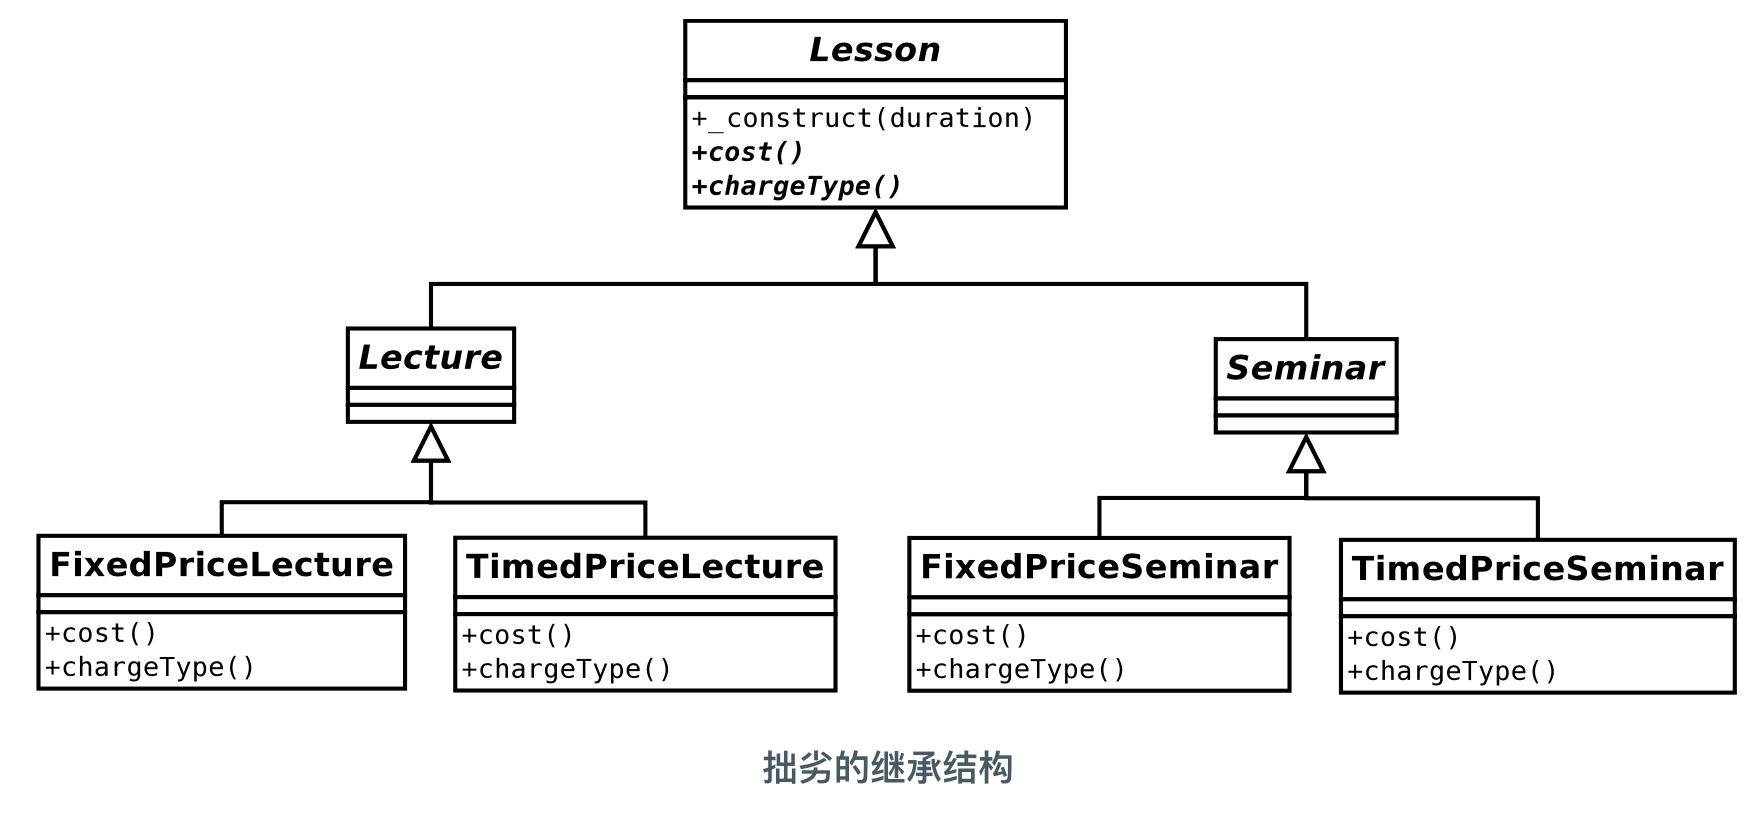 Lesson
+_construct(duration)
+cost()
+chargeType()
Lecture
Seminar
FixedPriceLecture
+cost()
+chargeType()
TimedPriceLecture
+cost()
+chargeType()
FixedPriceSeminar
+cost()
+chargeType()
TimedPriceSeminar
+cost()
+chargeType()
拙劣的继承结构